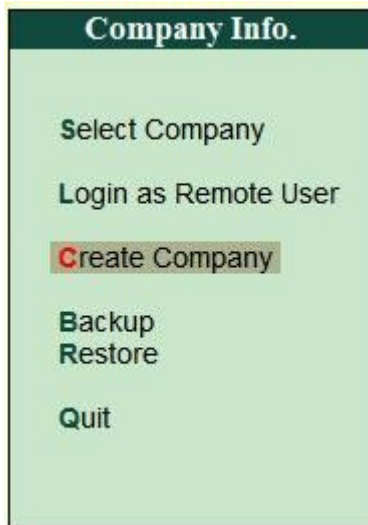 Company Info.
Select Company
Login as Remote User
Create Company
Backup
Restore
Quit